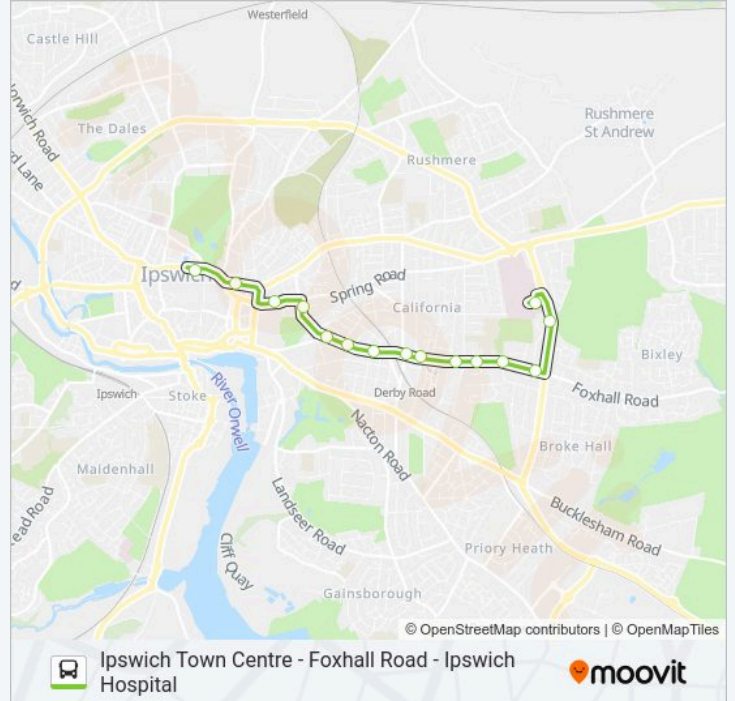 Westerfield
Castle Hill
Norwich Road
The Dales
Rushmere
St Andrew
Rushmere
Ipswich
Spring Road
California
Bixley
Foxhall Road
Derby Road
Ipswich
Stoke
River Orwell
Nacton Road
Broke Hall
Maidenhall
Landseer Road
Bucklesham Road
Cliff Quay
Priory Heath
Gainsborough
© OpenStreetMap contributors | © OpenMapTiles
Ipswich Town Centre - Foxhall Road - Ipswich
Hospital
moovit